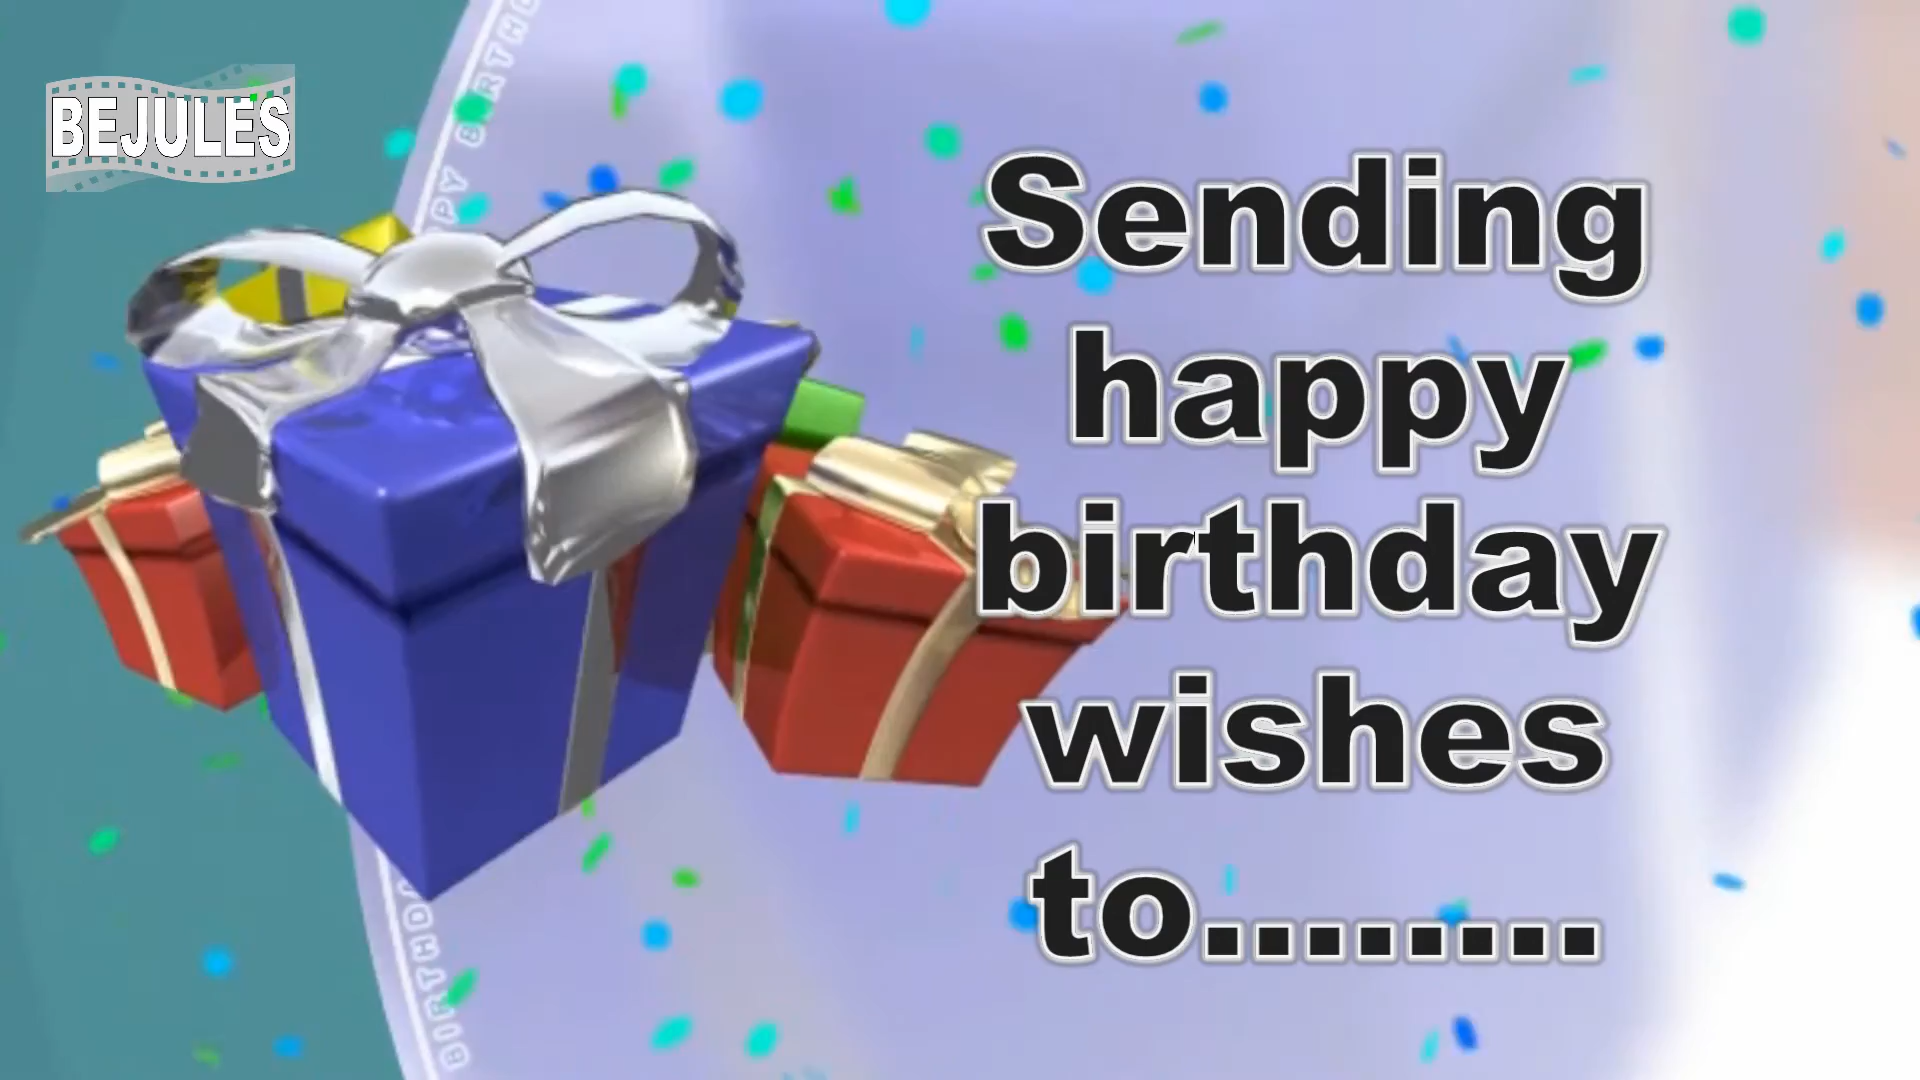 BEJULES
Sending
happy
birthday
wishes
to........